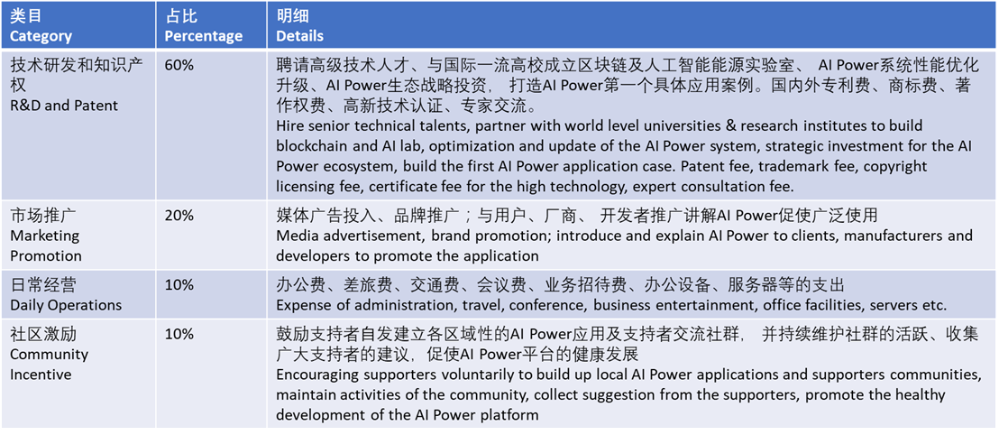 类目
Category
占比
Percentage
明细
Details
技术研发和知识产
权
R&D and Patent
60%
聘请高级技术人才、与国际一流高校成立区块链及人工智能能源实验室、 AI Power系统性能优化
升级、AI Power生态战略投资， 打造AI Power第一个具体应用案例。国内外专利费、商标费、著
作权费、高新技术认证、专家交流。
Hire senior technical talents, partner with world level universities & research institutes to build
blockchain and AI lab, optimization and update of the AI Power system, strategic investment for the AI
Power ecosystem, build the first AI Power application case. Patent fee, trademark fee, copyright
licensing fee, certificate fee for the high technology, expert consultation fee.
市场推广
Marketing
Promotion
20%
媒体广告投入、品牌推广；与用户、厂商、 开发者推广讲解AI Power促使广泛使用
Media advertisement, brand promotion; introduce and explain AI Power to clients, manufacturers and
developers to promote the application
日常经营
Daily Operations
10%
办公费、差旅费、交通费、会议费、业务招待费、办公设备、服务器等的支出
Expense of administration, travel, conference, business entertainment, office facilities, servers etc.
社区激励
Community
Incentive
10%
鼓励支持者自发建立各区域性的AI Power应用及支持者交流社群， 并持续维护社群的活跃、收集
广大支持者的建议，促使AI Power平台的健康发展
Encouraging supporters voluntarily to build up local AI Power applications and supporters communities,
maintain activities of the community, collect suggestion from the supporters, promote the healthy
development of the AI Power platform